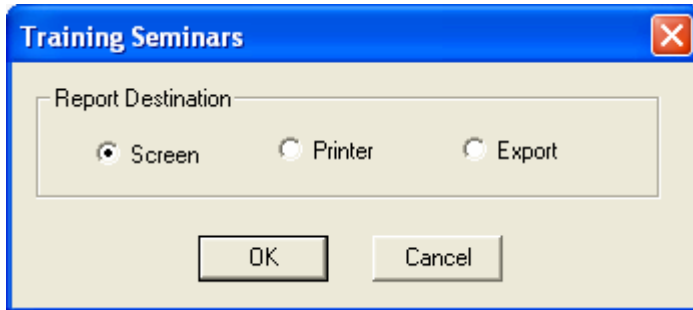 Training Seminars
Report Destination
Screen Printer Export
OK Cancel